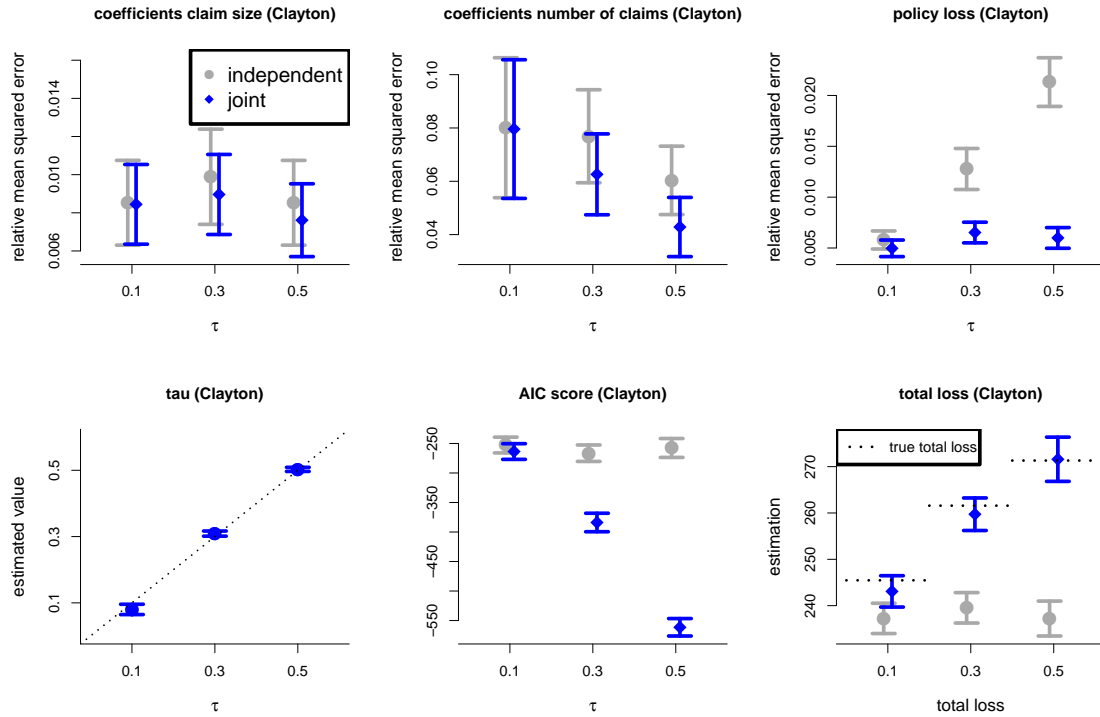 coefficients claim size (Clayton)
relative mean squared error
0.006
0.010
0.014
independent
joint
0.1
0.3
0.5
τ
coefficients number of claims (Clayton)
relative mean squared error
0.04
0.06
0.08
0.10
0.1
0.3
0.5
τ
policy loss (Clayton)
relative mean squared error
0.005
0.010
0.015
0.020
0.1
0.3
0.5
τ
tau (Clayton)
estimated value
0.1
0.3
0.5
0.1
0.3
0.5
τ
AIC score (Clayton)
−550
−450
−350
−250
0.1
0.3
0.5
τ
total loss (Clayton)
estimation
240
250
260
270
true total loss
0.1
0.3
0.5
total loss